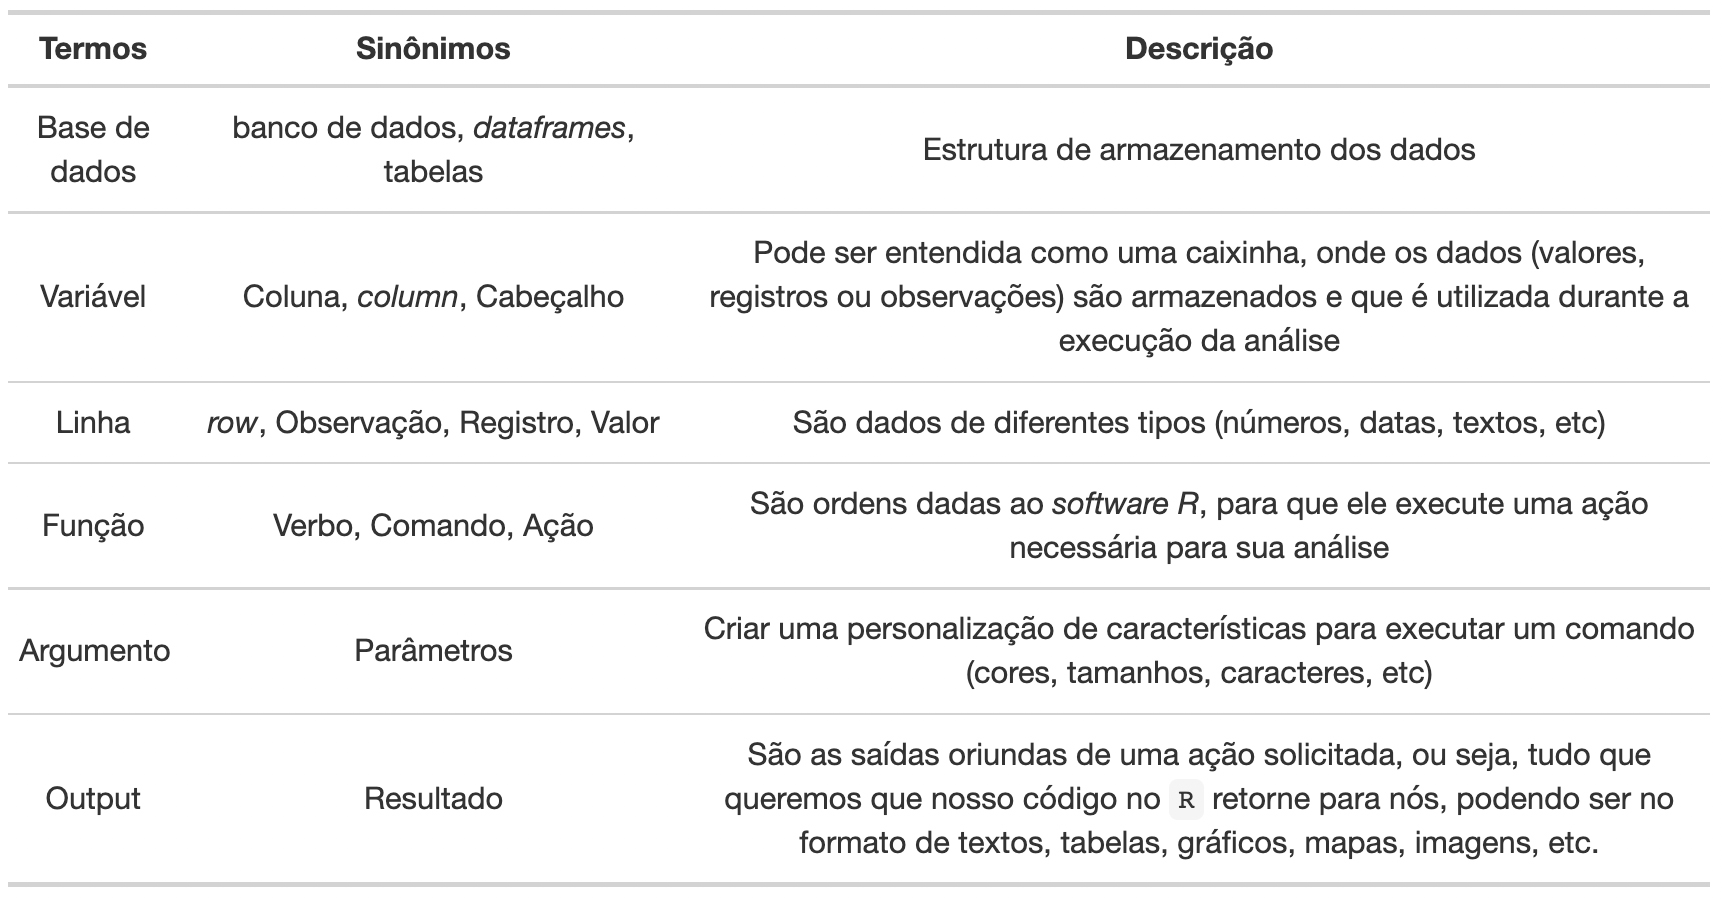 Termos Sinônimos Descrição
Base de dados banco de dados, dataframes, tabelas Estrutura de armazenamento dos dados
Variável Coluna, column, Cabeçalho Pode ser entendida como uma caixinha, onde os dados (valores,
registros ou observações) são armazenados e que é utilizada durante a
execução da análise
Linha row, Observação, Registro, Valor São dados de diferentes tipos (números, datas, textos, etc)
Função Verbo, Comando, Ação São ordens dadas ao software R, para que ele execute uma ação
necessária para sua análise
Argumento Parâmetros Criar uma personalização de características para executar um comando
(cores, tamanhos, caracteres, etc)
Output Resultado São as saídas oriundas de uma ação solicitada, ou seja, tudo que
queremos que nosso código no R retorne para nós, podendo ser no
formato de textos, tabelas, gráficos, mapas, imagens, etc.